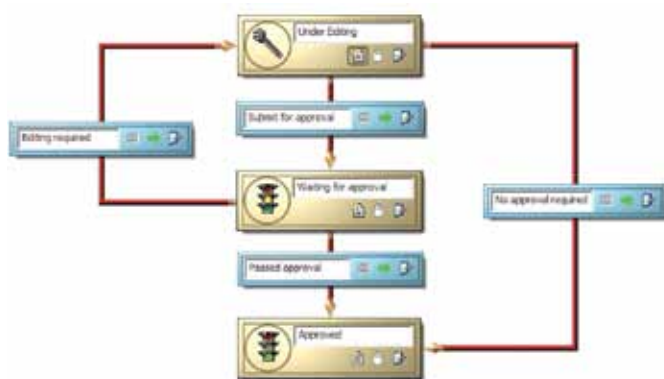 Under Editing
Submit for approval
Editing required
Waiting for approval
No approval required
Passed approval
Approved